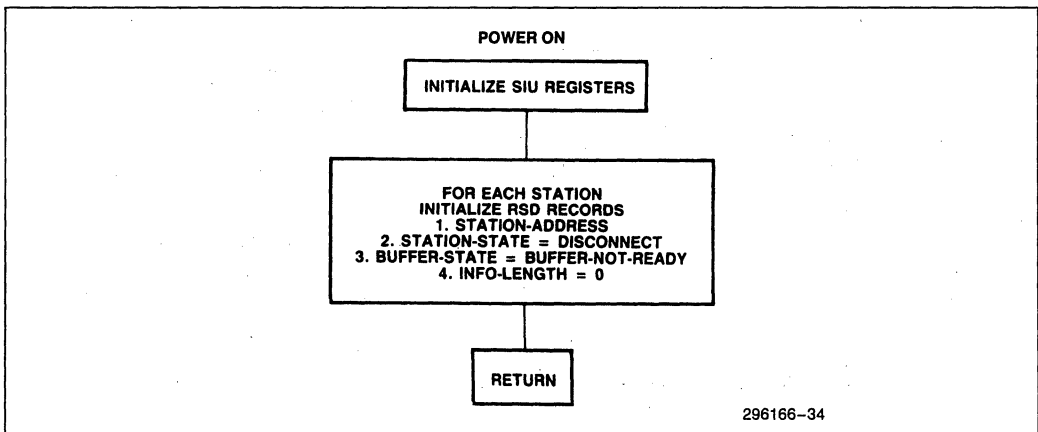 POWER ON
INITIALIZE SIU REGISTERS
FOR EACH STATION
INITIALIZE RSD RECORDS
1. STATION-ADDRESS
2. STATION-STATE = DISCONNECT
3. BUFFER-STATE = BUFFER-NOT-READY
4. INFO-LENGTH = 0
RETURN
296166-34